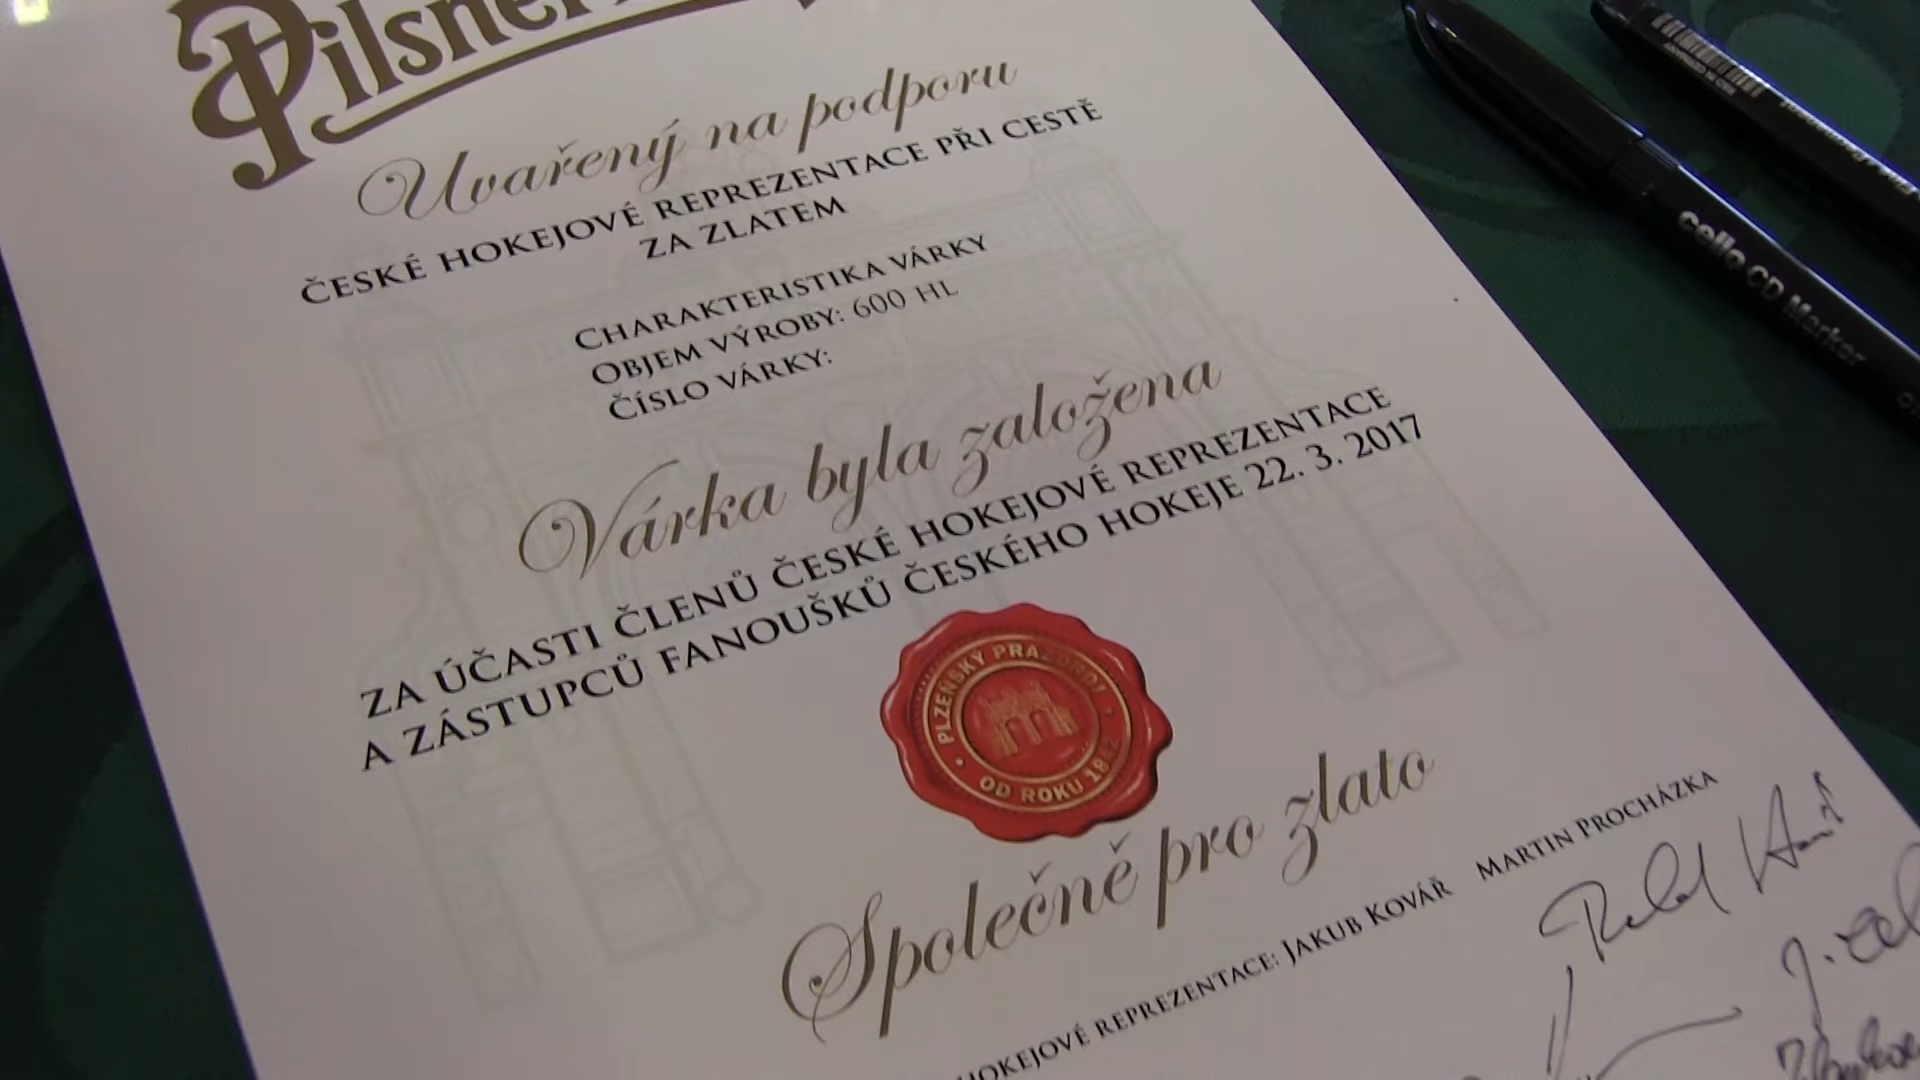 Pilsner
Uvařený na podporu
ČESKÉ HOKEJOVÉ REPREZENTACE PŘI CESTĚ
ZA ZLATEM
CHARAKTERISTIKA VÁRKY
OBJEM VÝROBY: 600 HL
ČÍSLO VÁRKY:
Várka byla založena
ZA ÚČASTI ČLENŮ ČESKÉ HOKEJOVÉ REPREZENTACE
A ZÁSTUPCŮ FANOUŠKŮ ČESKÉHO HOKEJE 22. 3. 2017
PLZEŇSKÝ PRAZDROJ
OD ROKU 1842
Společně pro zlato
HOKEJOVÉ REPREZENTACE: JAKUB KOVÁŘ MARTIN PROCHÁZKA
cello CD Marker